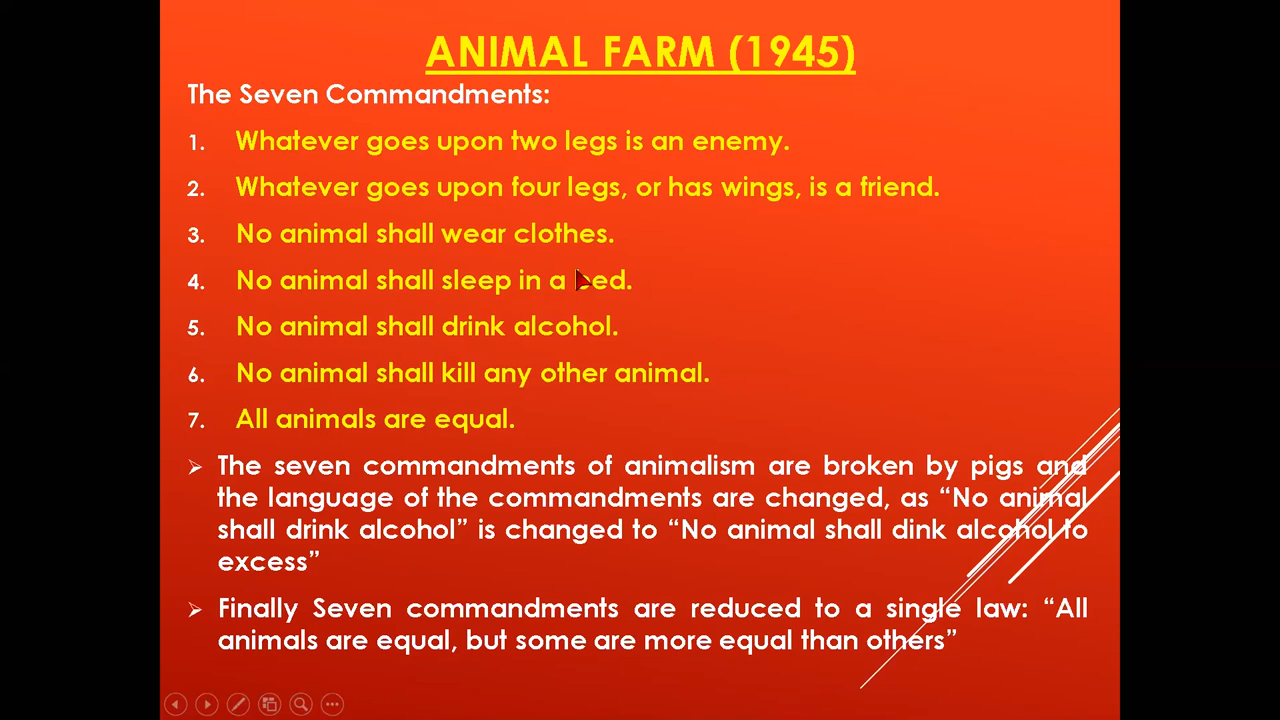 ANIMAL FARM (1945)
The Seven Commandments:
1. Whatever goes upon two legs is an enemy.
2. Whatever goes upon four legs, or has wings, is a friend.
3. No animal shall wear clothes.
4. No animal shall sleep in a bed.
5. No animal shall drink alcohol.
6. No animal shall kill any other animal.
7. All animals are equal.
The seven commandments of animalism are broken by pigs and
the language of the commandments are changed, as “No animal
shall drink alcohol” is changed to “No animal shall dink alcohol to
excess”
Finally Seven commandments are reduced to a single law: “All
animals are equal, but some are more equal than others”